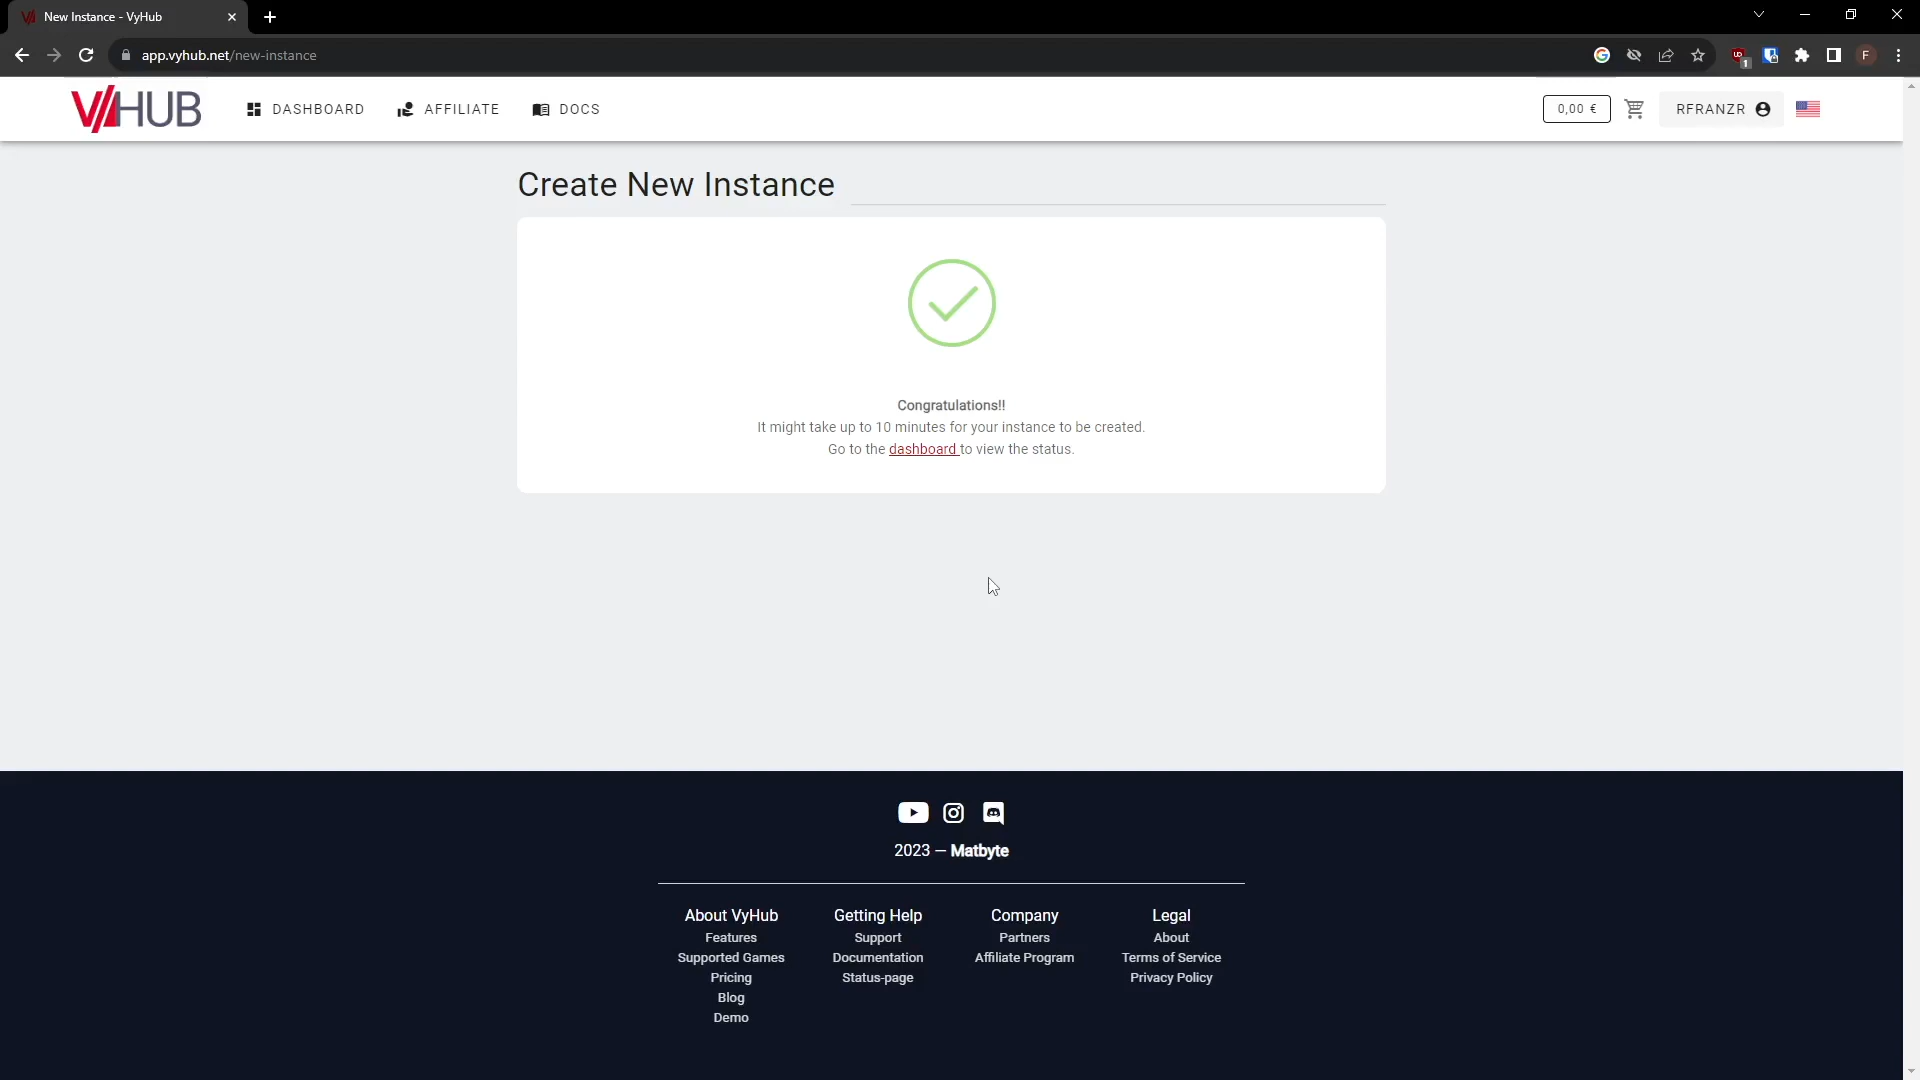 New Instance - VyHub
app.vyhub.net/new-instance
UD
1
F
VYHUB
DASHBOARD
AFFILIATE
DOCS
0,00 €
RFRANZR
Create New Instance
Congratulations!!
It might take up to 10 minutes for your instance to be created.
Go to the dashboard to view the status.
2023 — Matbyte
About VyHub
Features
Supported Games
Pricing
Blog
Demo
Getting Help
Support
Documentation
Status-page
Company
Partners
Affiliate Program
Legal
About
Terms of Service
Privacy Policy